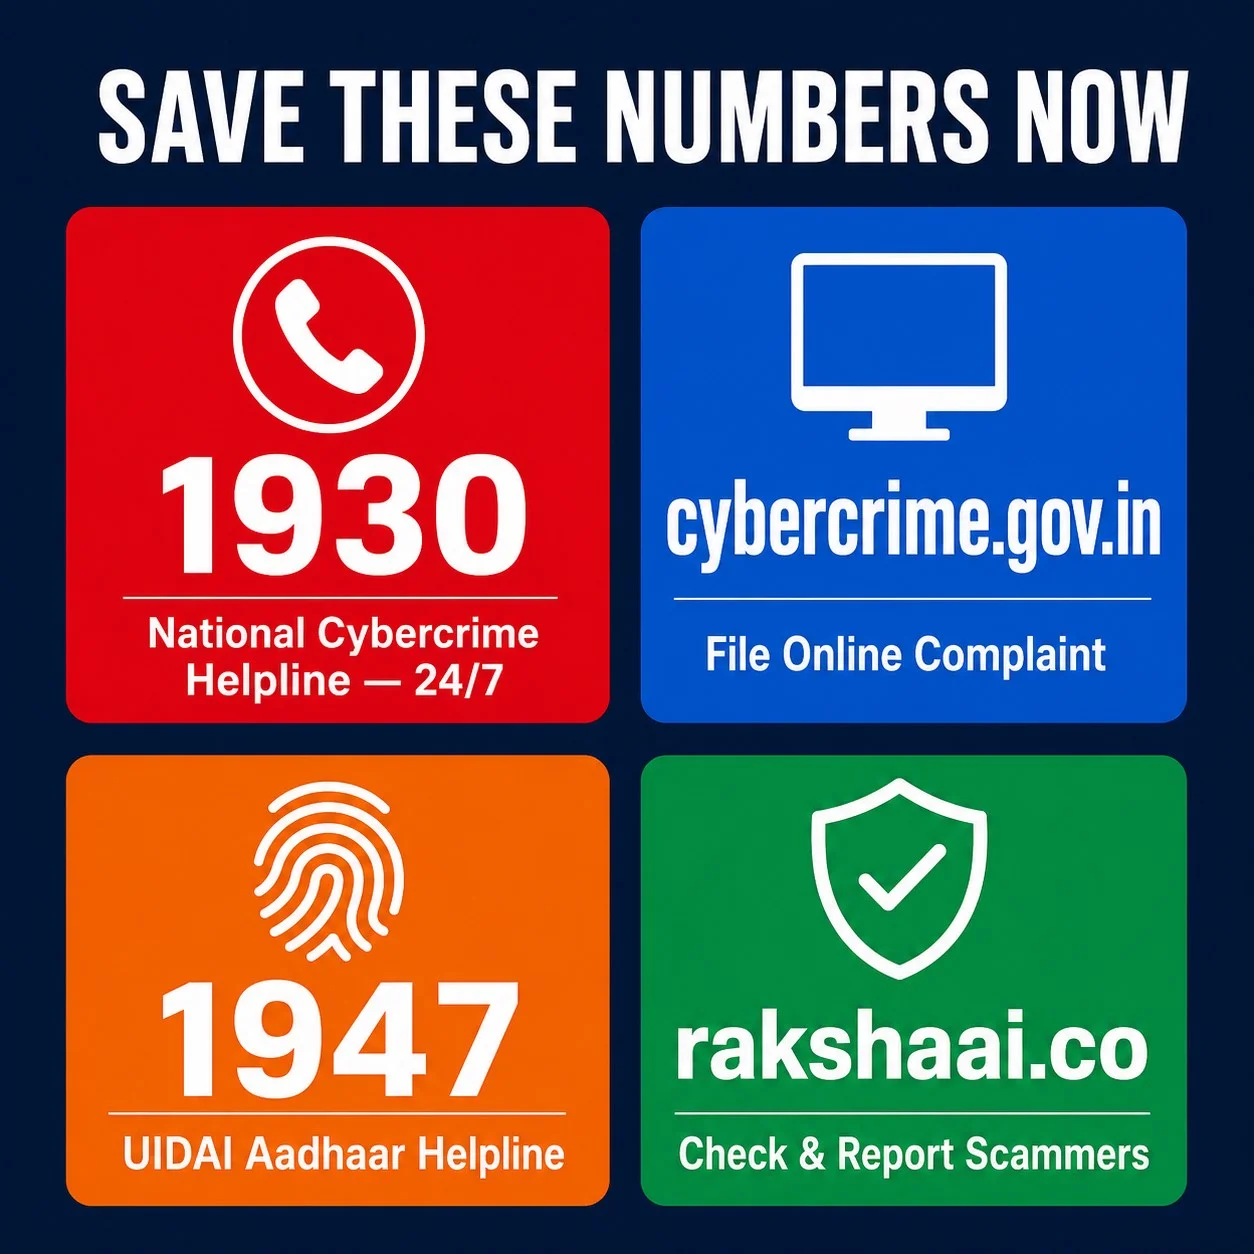 SAVE THESE NUMBERS NOW
1930
National Cybercrime
Helpline — 24/7
cybercrime.gov.in
File Online Complaint
1947
UIDAI Aadhaar Helpline
rakshaai.co
Check & Report Scammers